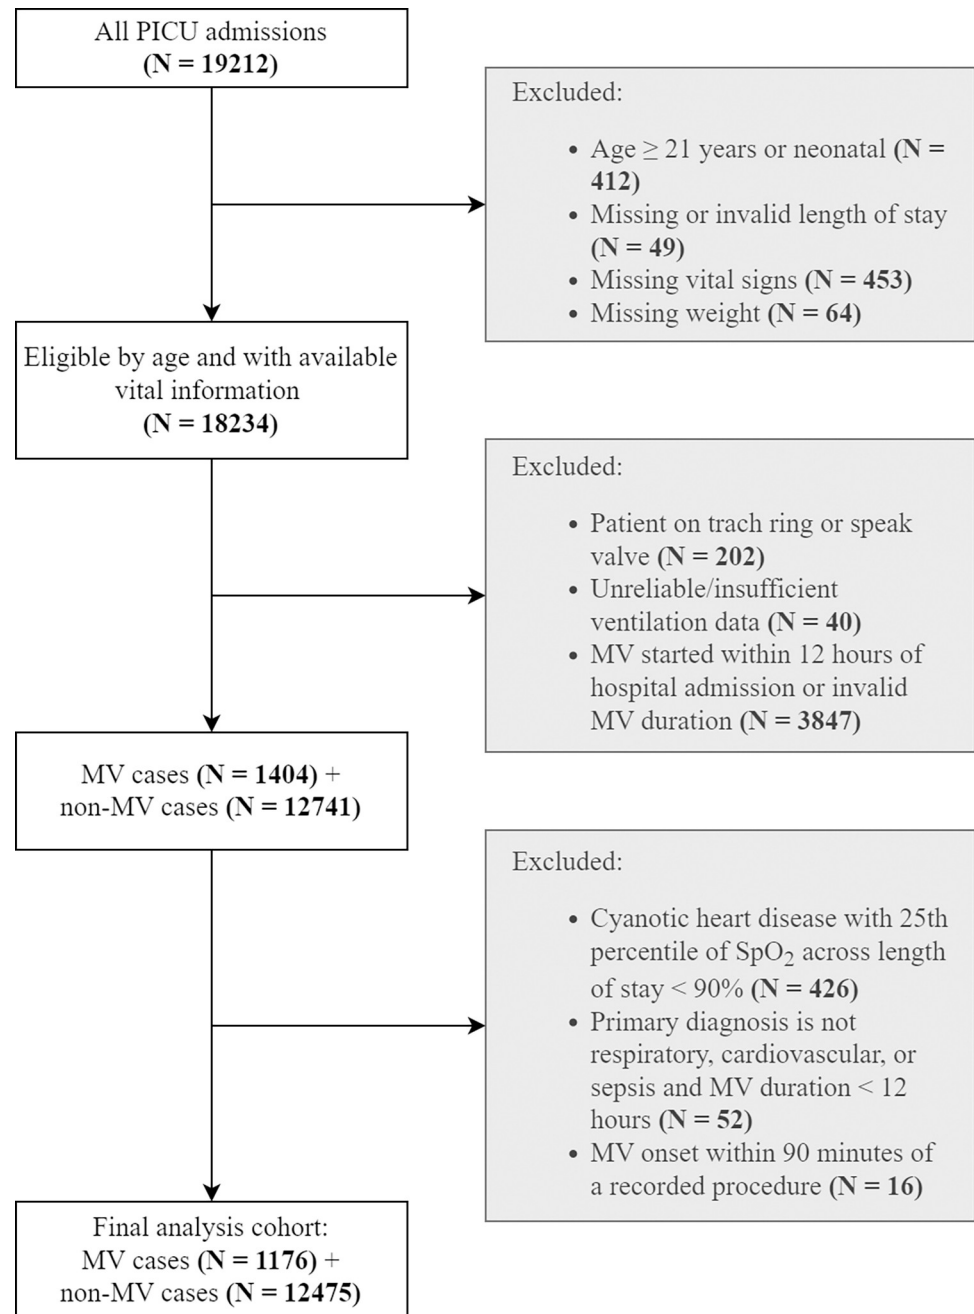 All PICU admissions
(N = 19212)
Excluded:
• Age ≥ 21 years or neonatal (N =
412)
• Missing or invalid length of stay
(N = 49)
• Missing vital signs (N = 453)
• Missing weight (N = 64)
Eligible by age and with available
vital information
(N = 18234)
Excluded:
• Patient on trach ring or speak
valve (N = 202)
• Unreliable/insufficient
ventilation data (N = 40)
• MV started within 12 hours of
hospital admission or invalid
MV duration (N = 3847)
MV cases (N = 1404) +
non-MV cases (N = 12741)
Excluded:
• Cyanotic heart disease with 25th
percentile of SpO₂ across length
of stay < 90% (N = 426)
• Primary diagnosis is not
respiratory, cardiovascular, or
sepsis and MV duration < 12
hours (N = 52)
• MV onset within 90 minutes of
a recorded procedure (N = 16)
Final analysis cohort:
MV cases (N = 1176) +
non-MV cases (N = 12475)